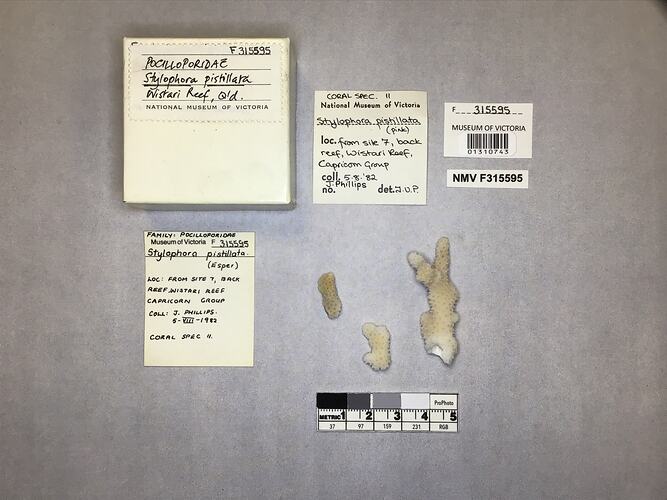 F 315595
POCILLOPORIDAE
Stylophora pistillata
Wistari Reef, Qld.
NATIONAL MUSEUM OF VICTORIA
CORAL SPEC. 11
National Museum of Victoria
Stylophora pistillata
(pink)
loc. from site 7, back
reef, Wistari Reef,
Capricorn Group
coll. 5.8.'82
J. Phillips
no. det. J.U.P.
F 315595
MUSEUM OF VICTORIA
01310743
NMV F315595
FAMILY: POCILLOPORIDAE
Museum of Victoria F 315595
Stylophora pistillata.
(Esper)
LOC: FROM SITE 7, BACK
REEF, WISTARI REEF
CAPRICORN GROUP
COLL: J. PHILLIPS.
5-VIII-1982
CORAL SPEC 11.
METRIC 1 2 3 4 5
ProPhoto
37 97 159 231 RGB